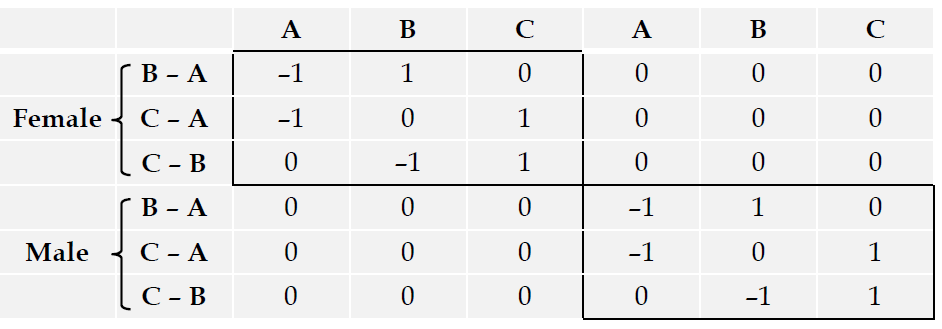 A B C A B C
B – A –1 1 0 0 0 0
Female C – A –1 0 1 0 0 0
C – B 0 –1 1 0 0 0
B – A 0 0 0 –1 1 0
Male C – A 0 0 0 –1 0 1
C – B 0 0 0 0 –1 1